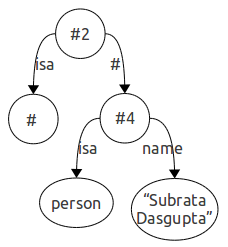 #2
isa
#
#
#4
isa
name
person
“Subrata
Dasgupta”